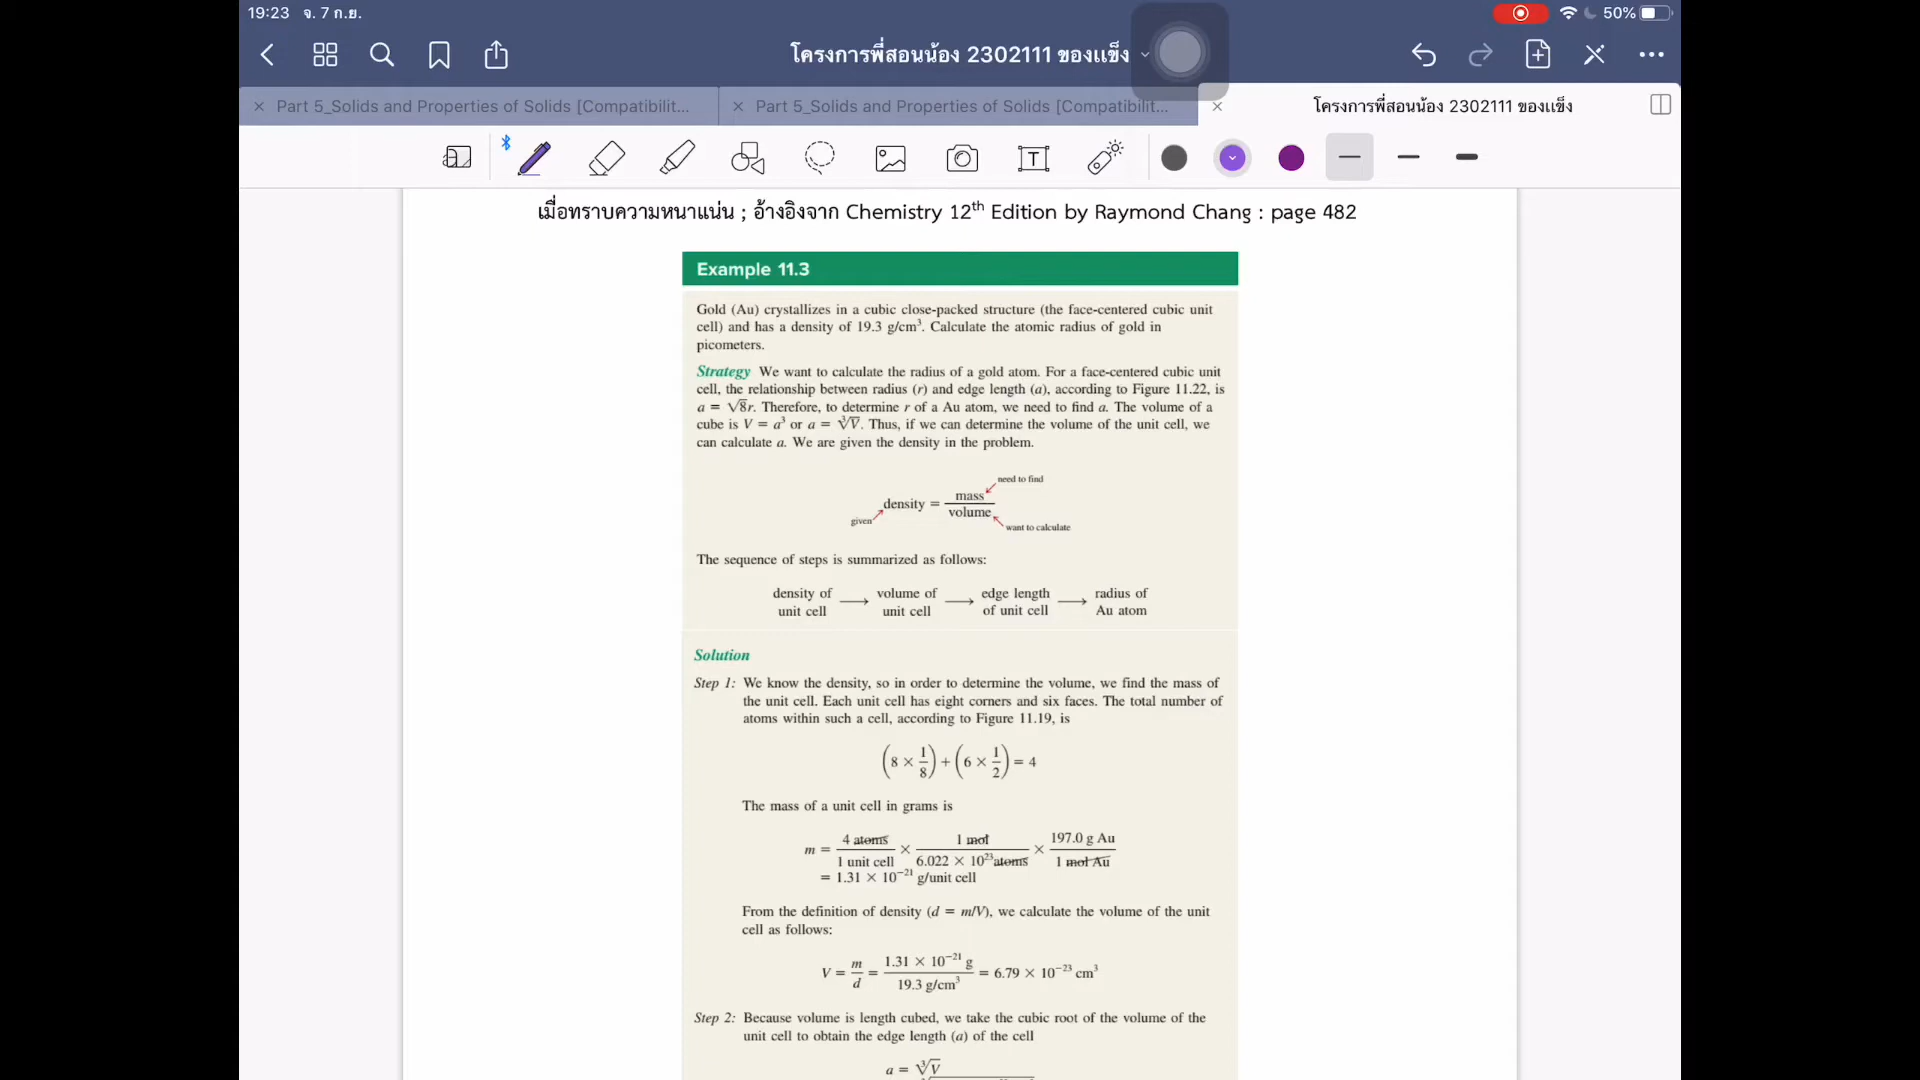 19:23 จ. 7 ก.ย.
50%
โครงการพี่สอนน้อง 2302111 ของแข็ง
Part 5_Solids and Properties of Solids [Compatibilit...
Part 5_Solids and Properties of Solids [Compatibilit...
โครงการพี่สอนน้อง 2302111 ของแข็ง
เมื่อทราบความหนาแน่น ; อ้างอิงจาก Chemistry 12th Edition by Raymond Chang : page 482
Example 11.3
Gold (Au) crystallizes in a cubic close-packed structure (the face-centered cubic unit
cell) and has a density of 19.3 g/cm³. Calculate the atomic radius of gold in
picometers.
Strategy We want to calculate the radius of a gold atom. For a face-centered cubic unit
cell, the relationship between radius (r) and edge length (a), according to Figure 11.22, is
a = √8r. Therefore, to determine r of a Au atom, we need to find a. The volume of a
cube is V = a³ or a = ∛V. Thus, if we can determine the volume of the unit cell, we
can calculate a. We are given the density in the problem.
need to find
density = mass / volume
given
want to calculate
The sequence of steps is summarized as follows:
density of unit cell → volume of unit cell → edge length of unit cell → radius of Au atom
Solution
Step 1: We know the density, so in order to determine the volume, we find the mass of
the unit cell. Each unit cell has eight corners and six faces. The total number of
atoms within such a cell, according to Figure 11.19, is
(8 × 1/8) + (6 × 1/2) = 4
The mass of a unit cell in grams is
m = 4 atoms / 1 unit cell × 1 mol / 6.022 × 10²³ atoms × 197.0 g Au / 1 mol Au
= 1.31 × 10⁻²¹ g/unit cell
From the definition of density (d = m/V), we calculate the volume of the unit
cell as follows:
V = m/d = 1.31 × 10⁻²¹ g / 19.3 g/cm³ = 6.79 × 10⁻²³ cm³
Step 2: Because volume is length cubed, we take the cubic root of the volume of the
unit cell to obtain the edge length (a) of the cell
a = ∛V